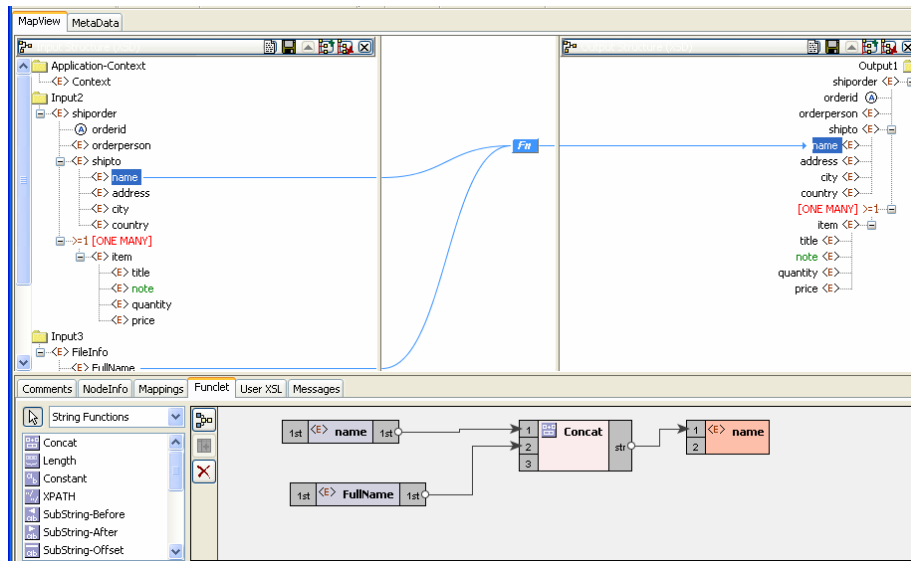 MapView MetaData
Application-Context
<E> Context
Input2
<E> shiporder
A orderid
<E> orderperson
<E> shipto
<E> name
<E> address
<E> city
<E> country
>=1 [ONE MANY]
<E> item
<E> title
<E> note
<E> quantity
<E> price
Input3
<E> FileInfo
<E> FullName
Fn
Output1
shiporder <E>
orderid A
orderperson <E>
shipto <E>
name <E>
address <E>
city <E>
country <E>
[ONE MANY] >=1
item <E>
title <E>
note <E>
quantity <E>
price <E>
Comments NodeInfo Mappings Funclet User XSL Messages
String Functions
Concat
Length
Constant
XPATH
SubString-Before
SubString-After
SubString-Offset
1st <E> name 1st
1st <E> FullName 1st
1 Concat
2 str
3
1 <E> name
2